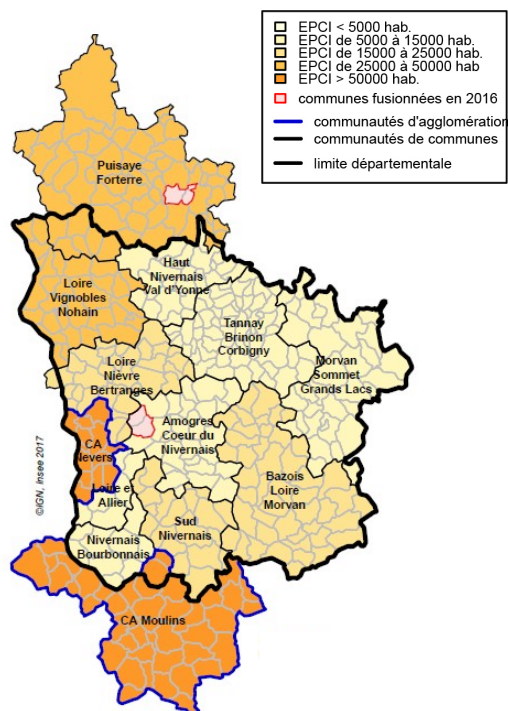 EPCI < 5000 hab.
EPCI de 5000 à 15000 hab.
EPCI de 15000 à 25000 hab.
EPCI de 25000 à 50000 hab
EPCI > 50000 hab.
communes fusionnées en 2016
communautés d'agglomération
communautés de communes
limite départementale
Puisaye
Forterre
Haut
Nivernais
Val d'Yonne
Loire
Vignobles
Nohain
Tannay
Brinon
Corbigny
Morvan
Sommet
Grands Lacs
Loire
Nièvre
Bertranges
Amogres
Coeur du
Nivernais
CA
Nevers
Bazois
Loire
Morvan
Loire et
Allier
Sud
Nivernais
Nivernais
Bourbonnais
CA Moulins
©IGN, Insee 2017